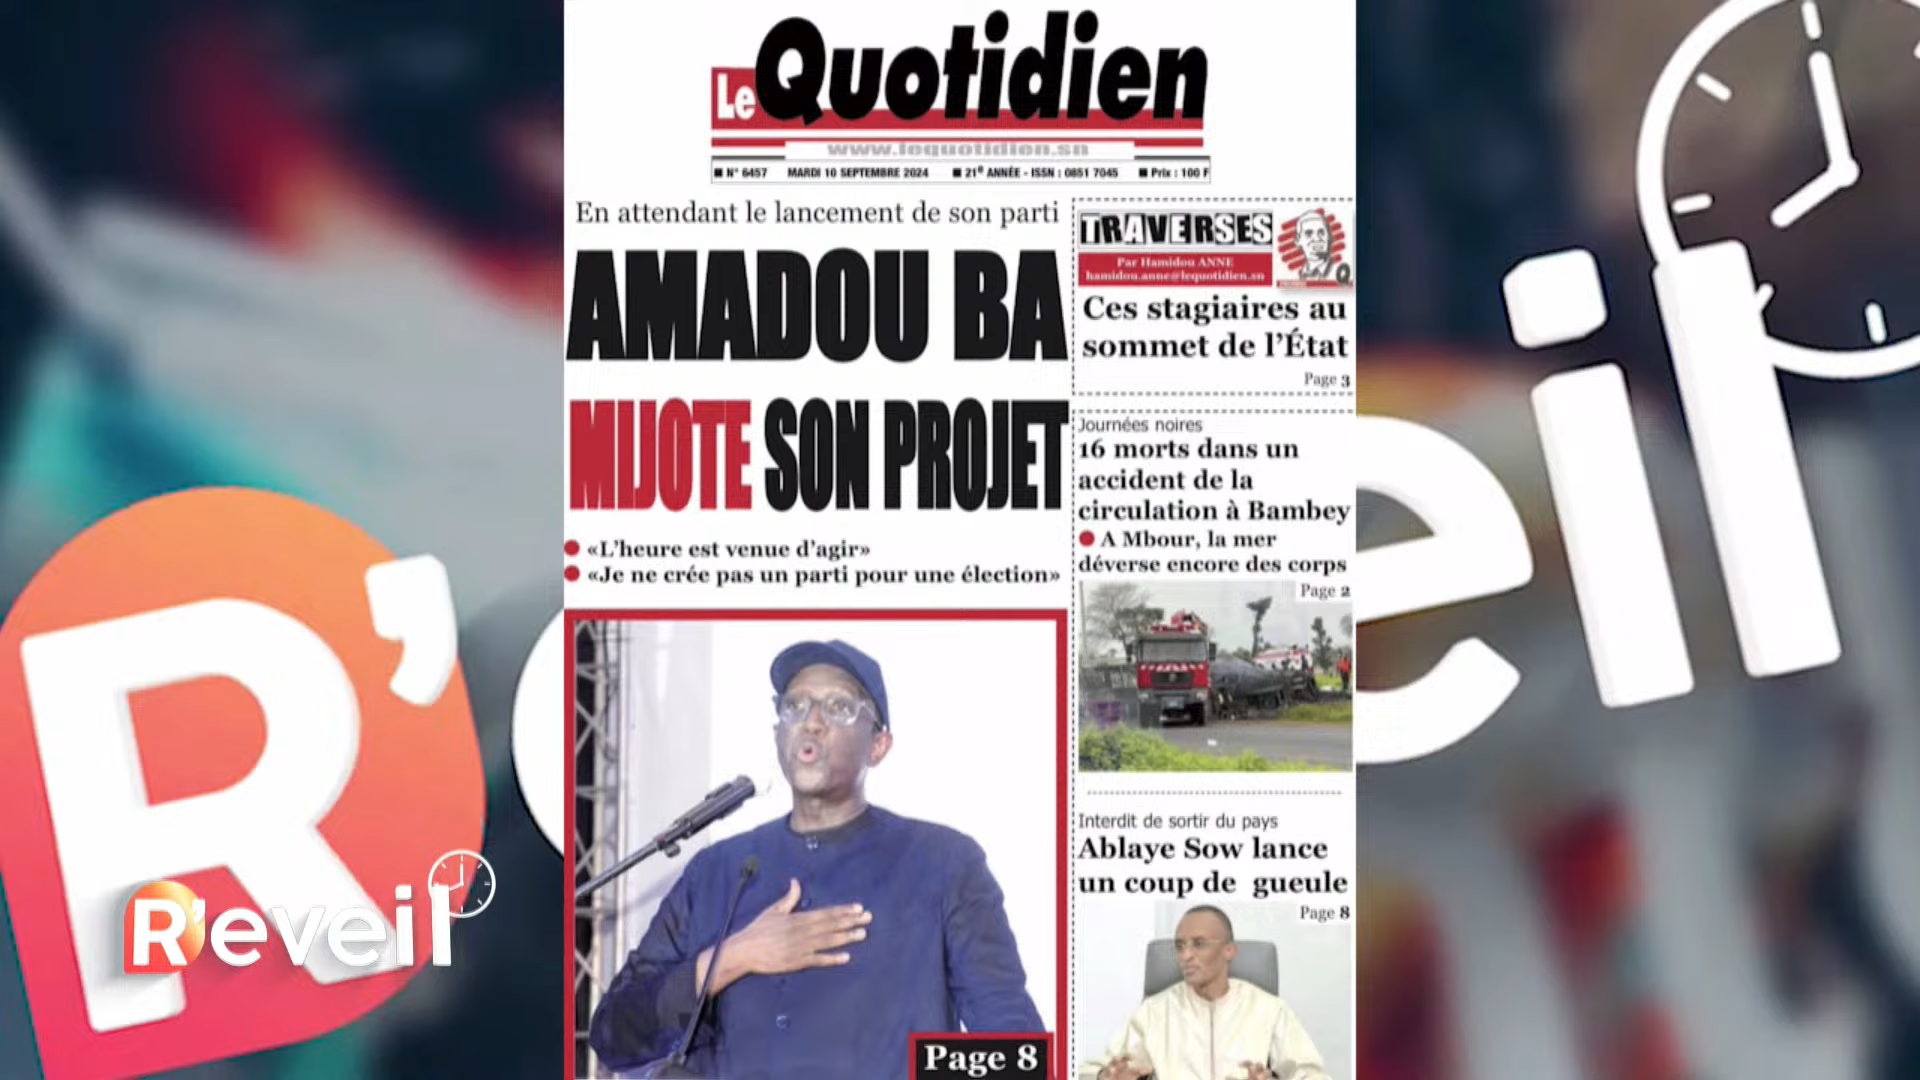 Le Quotidien
www.lequotidien.sn
N° 6457 MARDI 10 SEPTEMBRE 2024 21e ANNÉE - ISSN : 0851 7045 Prix : 100 F
En attendant le lancement de son parti
AMADOU BA
MIJOTE SON PROJET
«L'heure est venue d'agir»
«Je ne crée pas un parti pour une élection»
Page 8
TRAVERSES
Par Hamidou ANNE
hamidou.anne@lequotidien.sn
Ces stagiaires au
sommet de l'État
Page 3
Journées noires
16 morts dans un
accident de la
circulation à Bambey
A Mbour, la mer
déverse encore des corps
Page 2
Interdit de sortir du pays
Ablaye Sow lance
un coup de gueule
Page 8
R'
eil
R'eveil